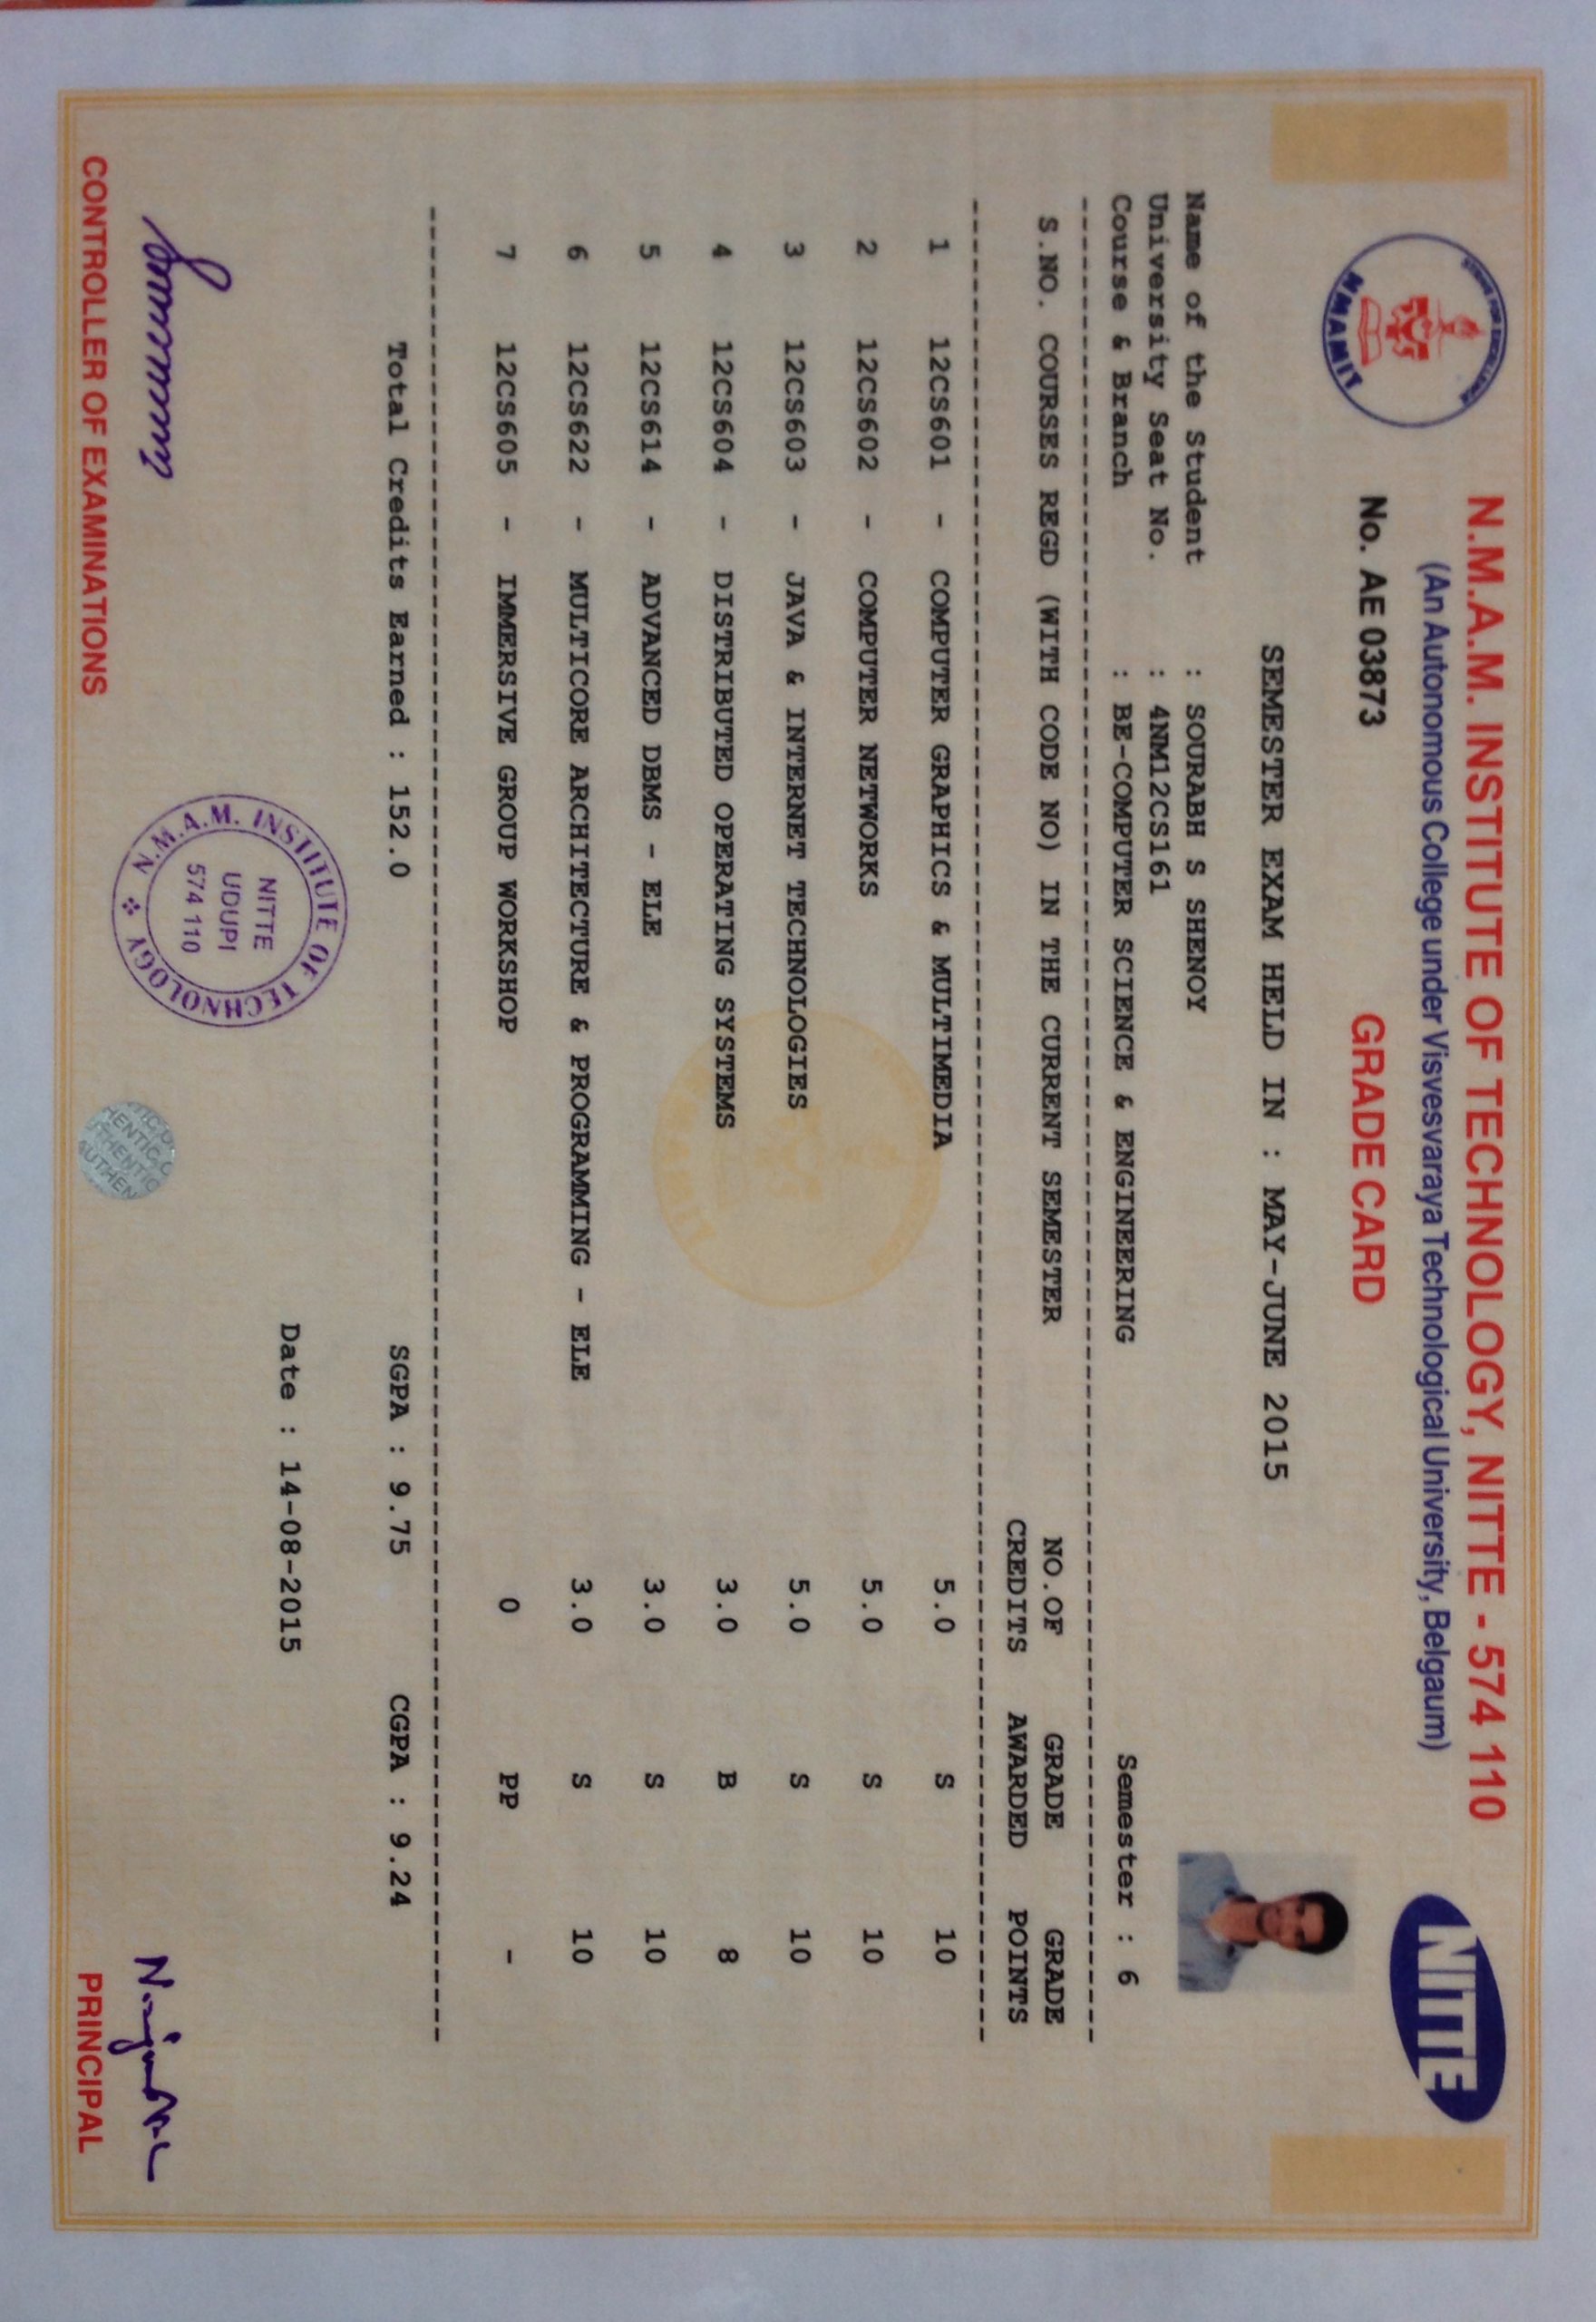 STRIVE FOR EXCELLENCE
NMAMIT
N.M.A.M. INSTITUTE OF TECHNOLOGY, NITTE - 574 110
(An Autonomous College under Visvesvaraya Technological University, Belgaum)
NITTE
No. AE 03873
GRADE CARD
SEMESTER EXAM HELD IN : MAY-JUNE 2015
Name of the Student : SOURABH S SHENOY
University Seat No. : 4NM12CS161
Course & Branch : BE-COMPUTER SCIENCE & ENGINEERING Semester : 6
S.NO. COURSES REGD (WITH CODE NO) IN THE CURRENT SEMESTER NO.OF GRADE GRADE
CREDITS AWARDED POINTS
1 12CS601 - COMPUTER GRAPHICS & MULTIMEDIA 5.0 S 10
2 12CS602 - COMPUTER NETWORKS 5.0 S 10
3 12CS603 - JAVA & INTERNET TECHNOLOGIES 5.0 S 10
4 12CS604 - DISTRIBUTED OPERATING SYSTEMS 3.0 B 8
5 12CS614 - ADVANCED DBMS - ELE 3.0 S 10
6 12CS622 - MULTICORE ARCHITECTURE & PROGRAMMING - ELE 3.0 S 10
7 12CS605 - IMMERSIVE GROUP WORKSHOP 0 PP -
NMAMIT
Total Credits Earned : 152.0 SGPA : 9.75 CGPA : 9.24
Date : 14-08-2015
N.M.A.M. INSTITUTE OF TECHNOLOGY
NITTE
UDUPI
574 110
CONTROLLER OF EXAMINATIONS
PRINCIPAL